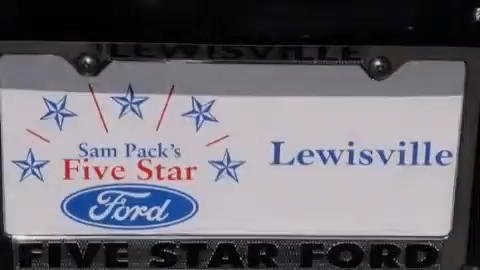 LEWISVILLE
Sam Pack's
Five Star
Ford
Lewisville
FIVE STAR FORD